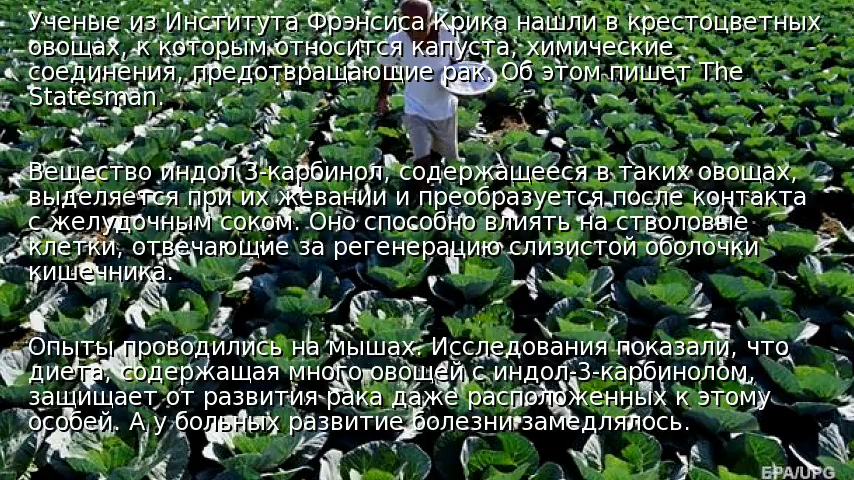 Ученые из Института Фрэнсиса Крика нашли в крестоцветных
овощах, к которым относится капуста, химические
соединения, предотвращающие рак. Об этом пишет The
Statesman.
Вещество индол 3-карбинол, содержащееся в таких овощах,
выделяется при их жевании и преобразуется после контакта
с желудочным соком. Оно способно влиять на стволовые
клетки, отвечающие за регенерацию слизистой оболочки
кишечника.
Опыты проводились на мышах. Исследования показали, что
диета, содержащая много овощей с индол-3-карбинолом,
защищает от развития рака даже расположенных к этому
особей. А у больных развитие болезни замедлялось.
EPA/UPG